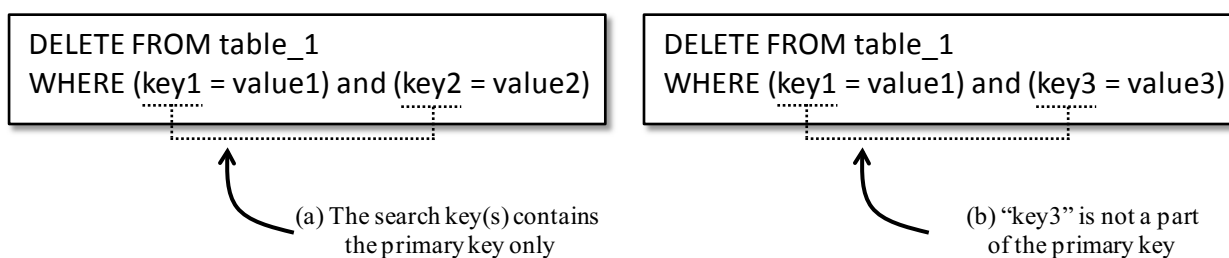 DELETE FROM table_1
WHERE (key1 = value1) and (key2 = value2)
(a) The search key(s) contains
the primary key only
DELETE FROM table_1
WHERE (key1 = value1) and (key3 = value3)
(b) “key3” is not a part
of the primary key